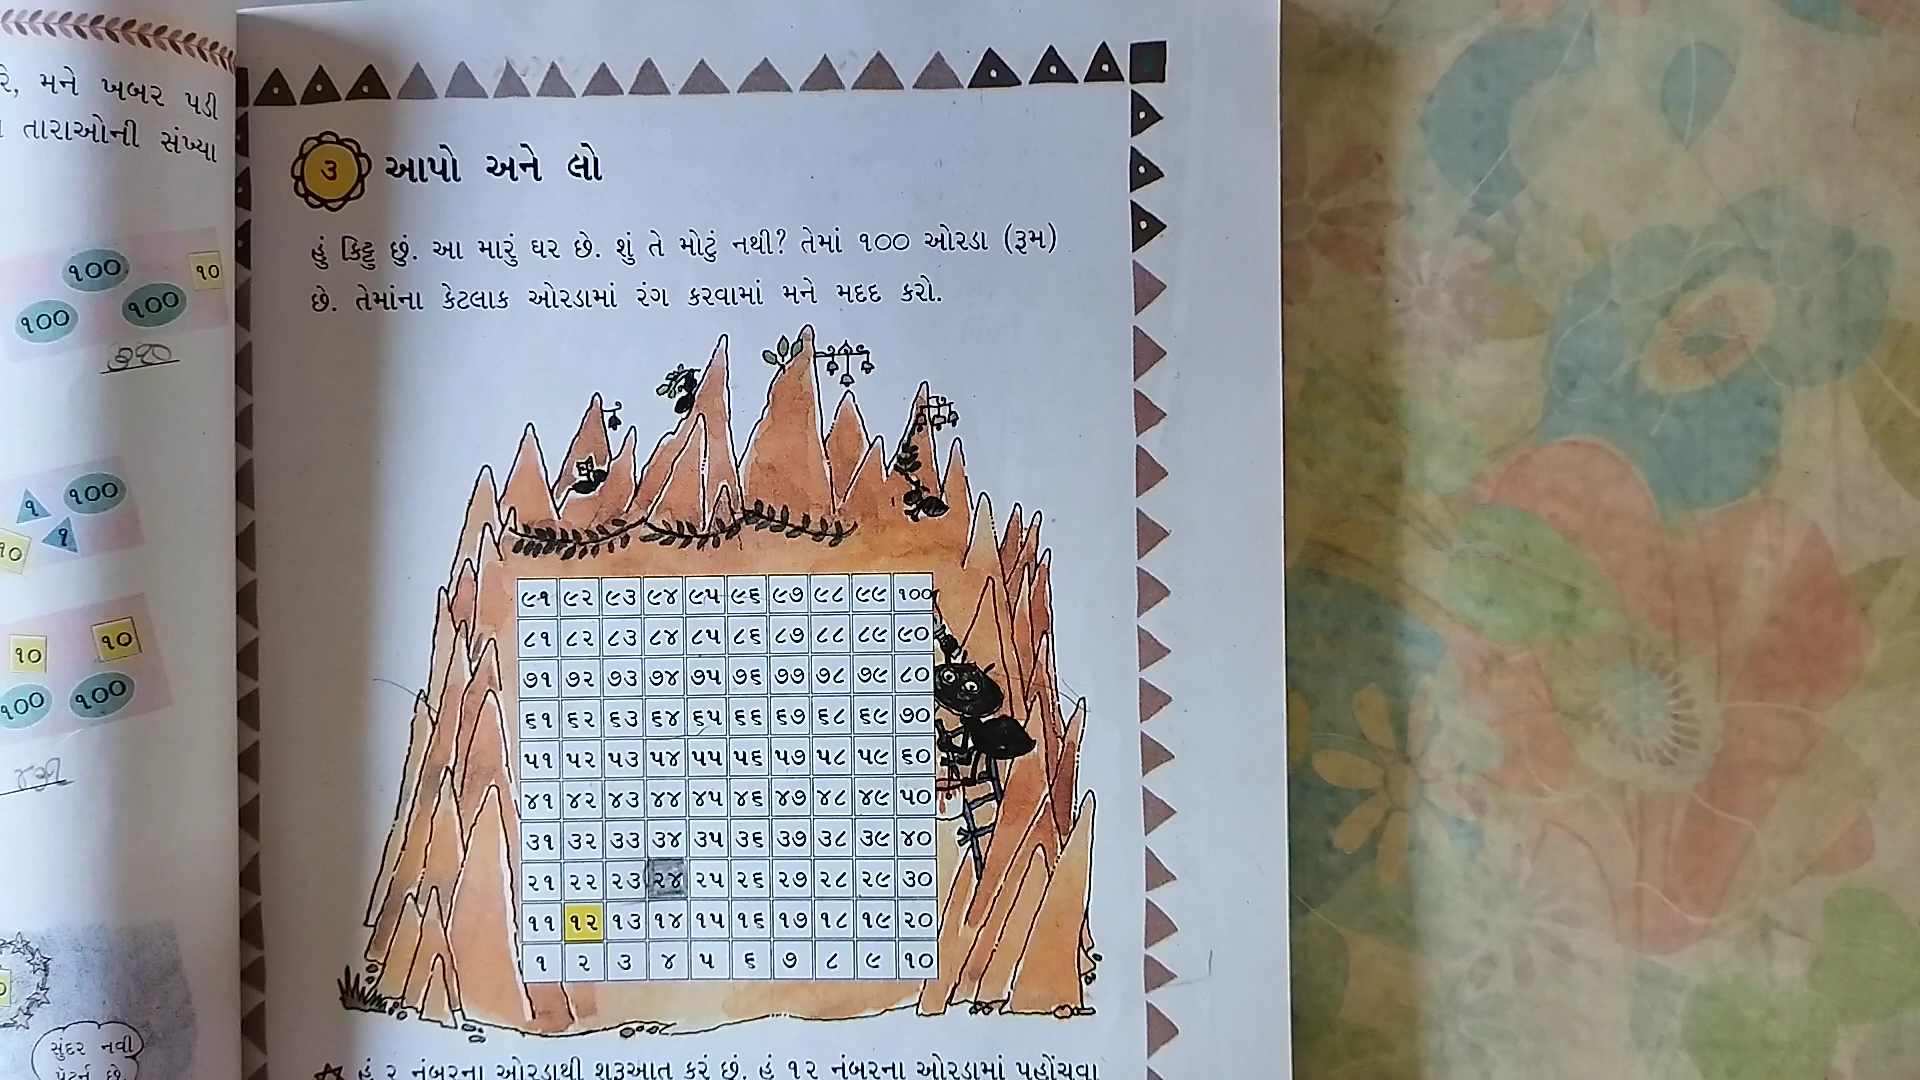 રે, મને ખબર પડી
તારાઓની સંખ્યા
૧૦૦ ૧૦
૧૦૦ ૧૦૦
૩૧૦
૧ ૧૦૦
૧૦ ૧
૧૦ ૧૦
૧૦૦ ૧૦૦
સુંદર નવી
પૅટર્ન છે.
૩ આપો અને લો
હું કિટ્ટુ છું. આ મારું ઘર છે. શું તે મોટું નથી? તેમાં ૧૦૦ ઓરડા (રૂમ)
છે. તેમાંના કેટલાક ઓરડામાં રંગ કરવામાં મને મદદ કરો.
૯૧ ૯૨ ૯૩ ૯૪ ૯૫ ૯૬ ૯૭ ૯૮ ૯૯ ૧૦૦
૮૧ ૮૨ ૮૩ ૮૪ ૮૫ ૮૬ ૮૭ ૮૮ ૮૯ ૯૦
૭૧ ૭૨ ૭૩ ૭૪ ૭૫ ૭૬ ૭૭ ૭૮ ૭૯ ૮૦
૬૧ ૬૨ ૬૩ ૬૪ ૬૫ ૬૬ ૬૭ ૬૮ ૬૯ ૭૦
૫૧ ૫૨ ૫૩ ૫૪ ૫૫ ૫૬ ૫૭ ૫૮ ૫૯ ૬૦
૪૧ ૪૨ ૪૩ ૪૪ ૪૫ ૪૬ ૪૭ ૪૮ ૪૯ ૫૦
૩૧ ૩૨ ૩૩ ૩૪ ૩૫ ૩૬ ૩૭ ૩૮ ૩૯ ૪૦
૨૧ ૨૨ ૨૩ ૨૪ ૨૫ ૨૬ ૨૭ ૨૮ ૨૯ ૩૦
૧૧ ૧૨ ૧૩ ૧૪ ૧૫ ૧૬ ૧૭ ૧૮ ૧૯ ૨૦
૧ ૨ ૩ ૪ ૫ ૬ ૭ ૮ ૯ ૧૦
હું ૨ નંબરના ઓરડાથી શરૂઆત કરું છું. હું ૧૨ નંબરના ઓરડામાં પહોંચવા